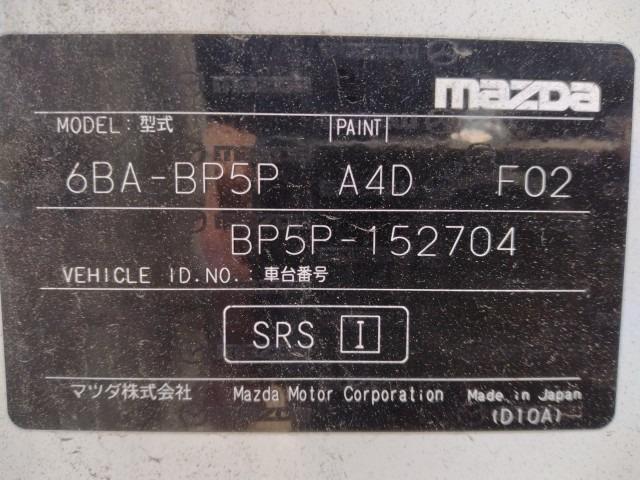 mazda
MODEL: 型式 PAINT
6BA-BP5P A4D F02
BP5P-152704
VEHICLE ID.NO.: 車台番号
SRS I
マツダ株式会社 Mazda Motor Corporation Made in Japan
(D10A)